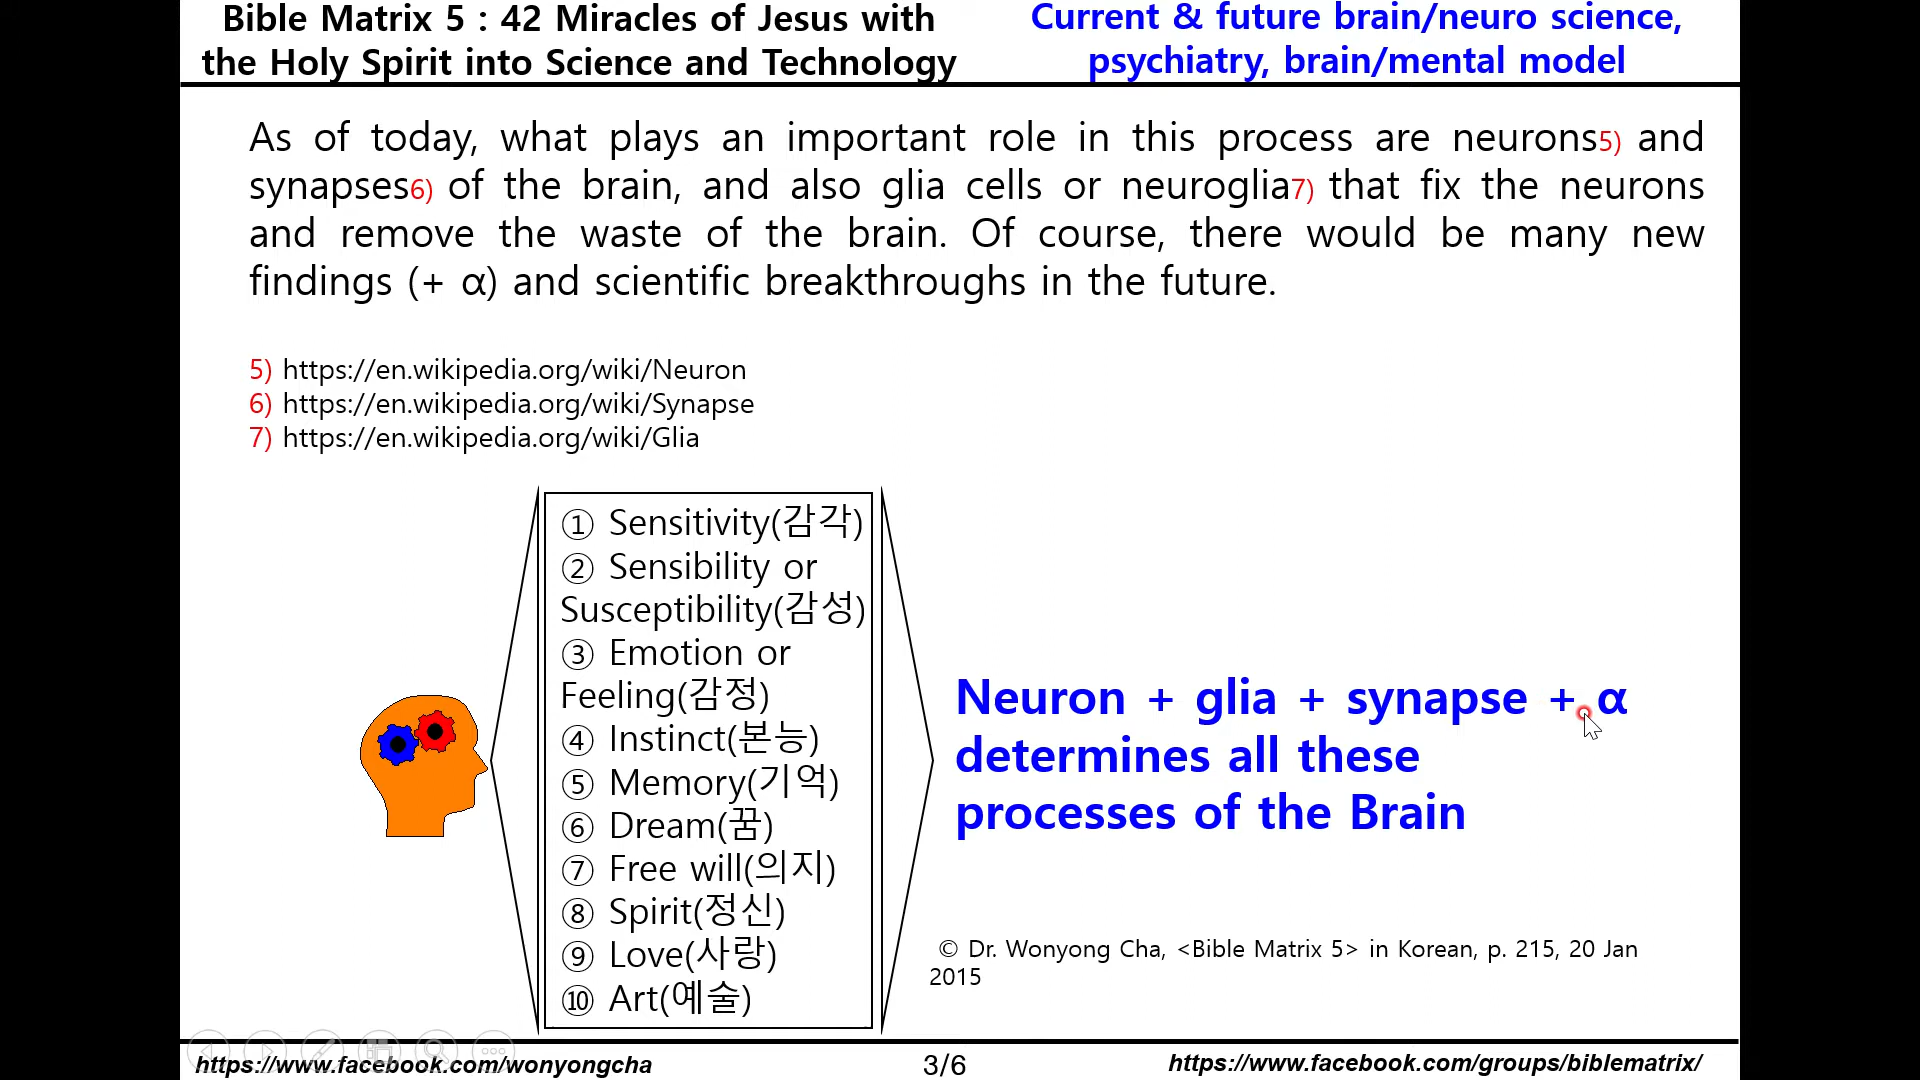 Bible Matrix 5 : 42 Miracles of Jesus with
the Holy Spirit into Science and Technology
Current & future brain/neuro science,
psychiatry, brain/mental model
As of today, what plays an important role in this process are neurons5) and
synapses6) of the brain, and also glia cells or neuroglia7) that fix the neurons
and remove the waste of the brain. Of course, there would be many new
findings (+ α) and scientific breakthroughs in the future.
5) https://en.wikipedia.org/wiki/Neuron
6) https://en.wikipedia.org/wiki/Synapse
7) https://en.wikipedia.org/wiki/Glia
① Sensitivity(감각)
② Sensibility or
Susceptibility(감성)
③ Emotion or
Feeling(감정)
④ Instinct(본능)
⑤ Memory(기억)
⑥ Dream(꿈)
⑦ Free will(의지)
⑧ Spirit(정신)
⑨ Love(사랑)
⑩ Art(예술)
Neuron + glia + synapse + α
determines all these
processes of the Brain
© Dr. Wonyong Cha, <Bible Matrix 5> in Korean, p. 215, 20 Jan
2015
https://www.facebook.com/wonyongcha
3/6
https://www.facebook.com/groups/biblematrix/